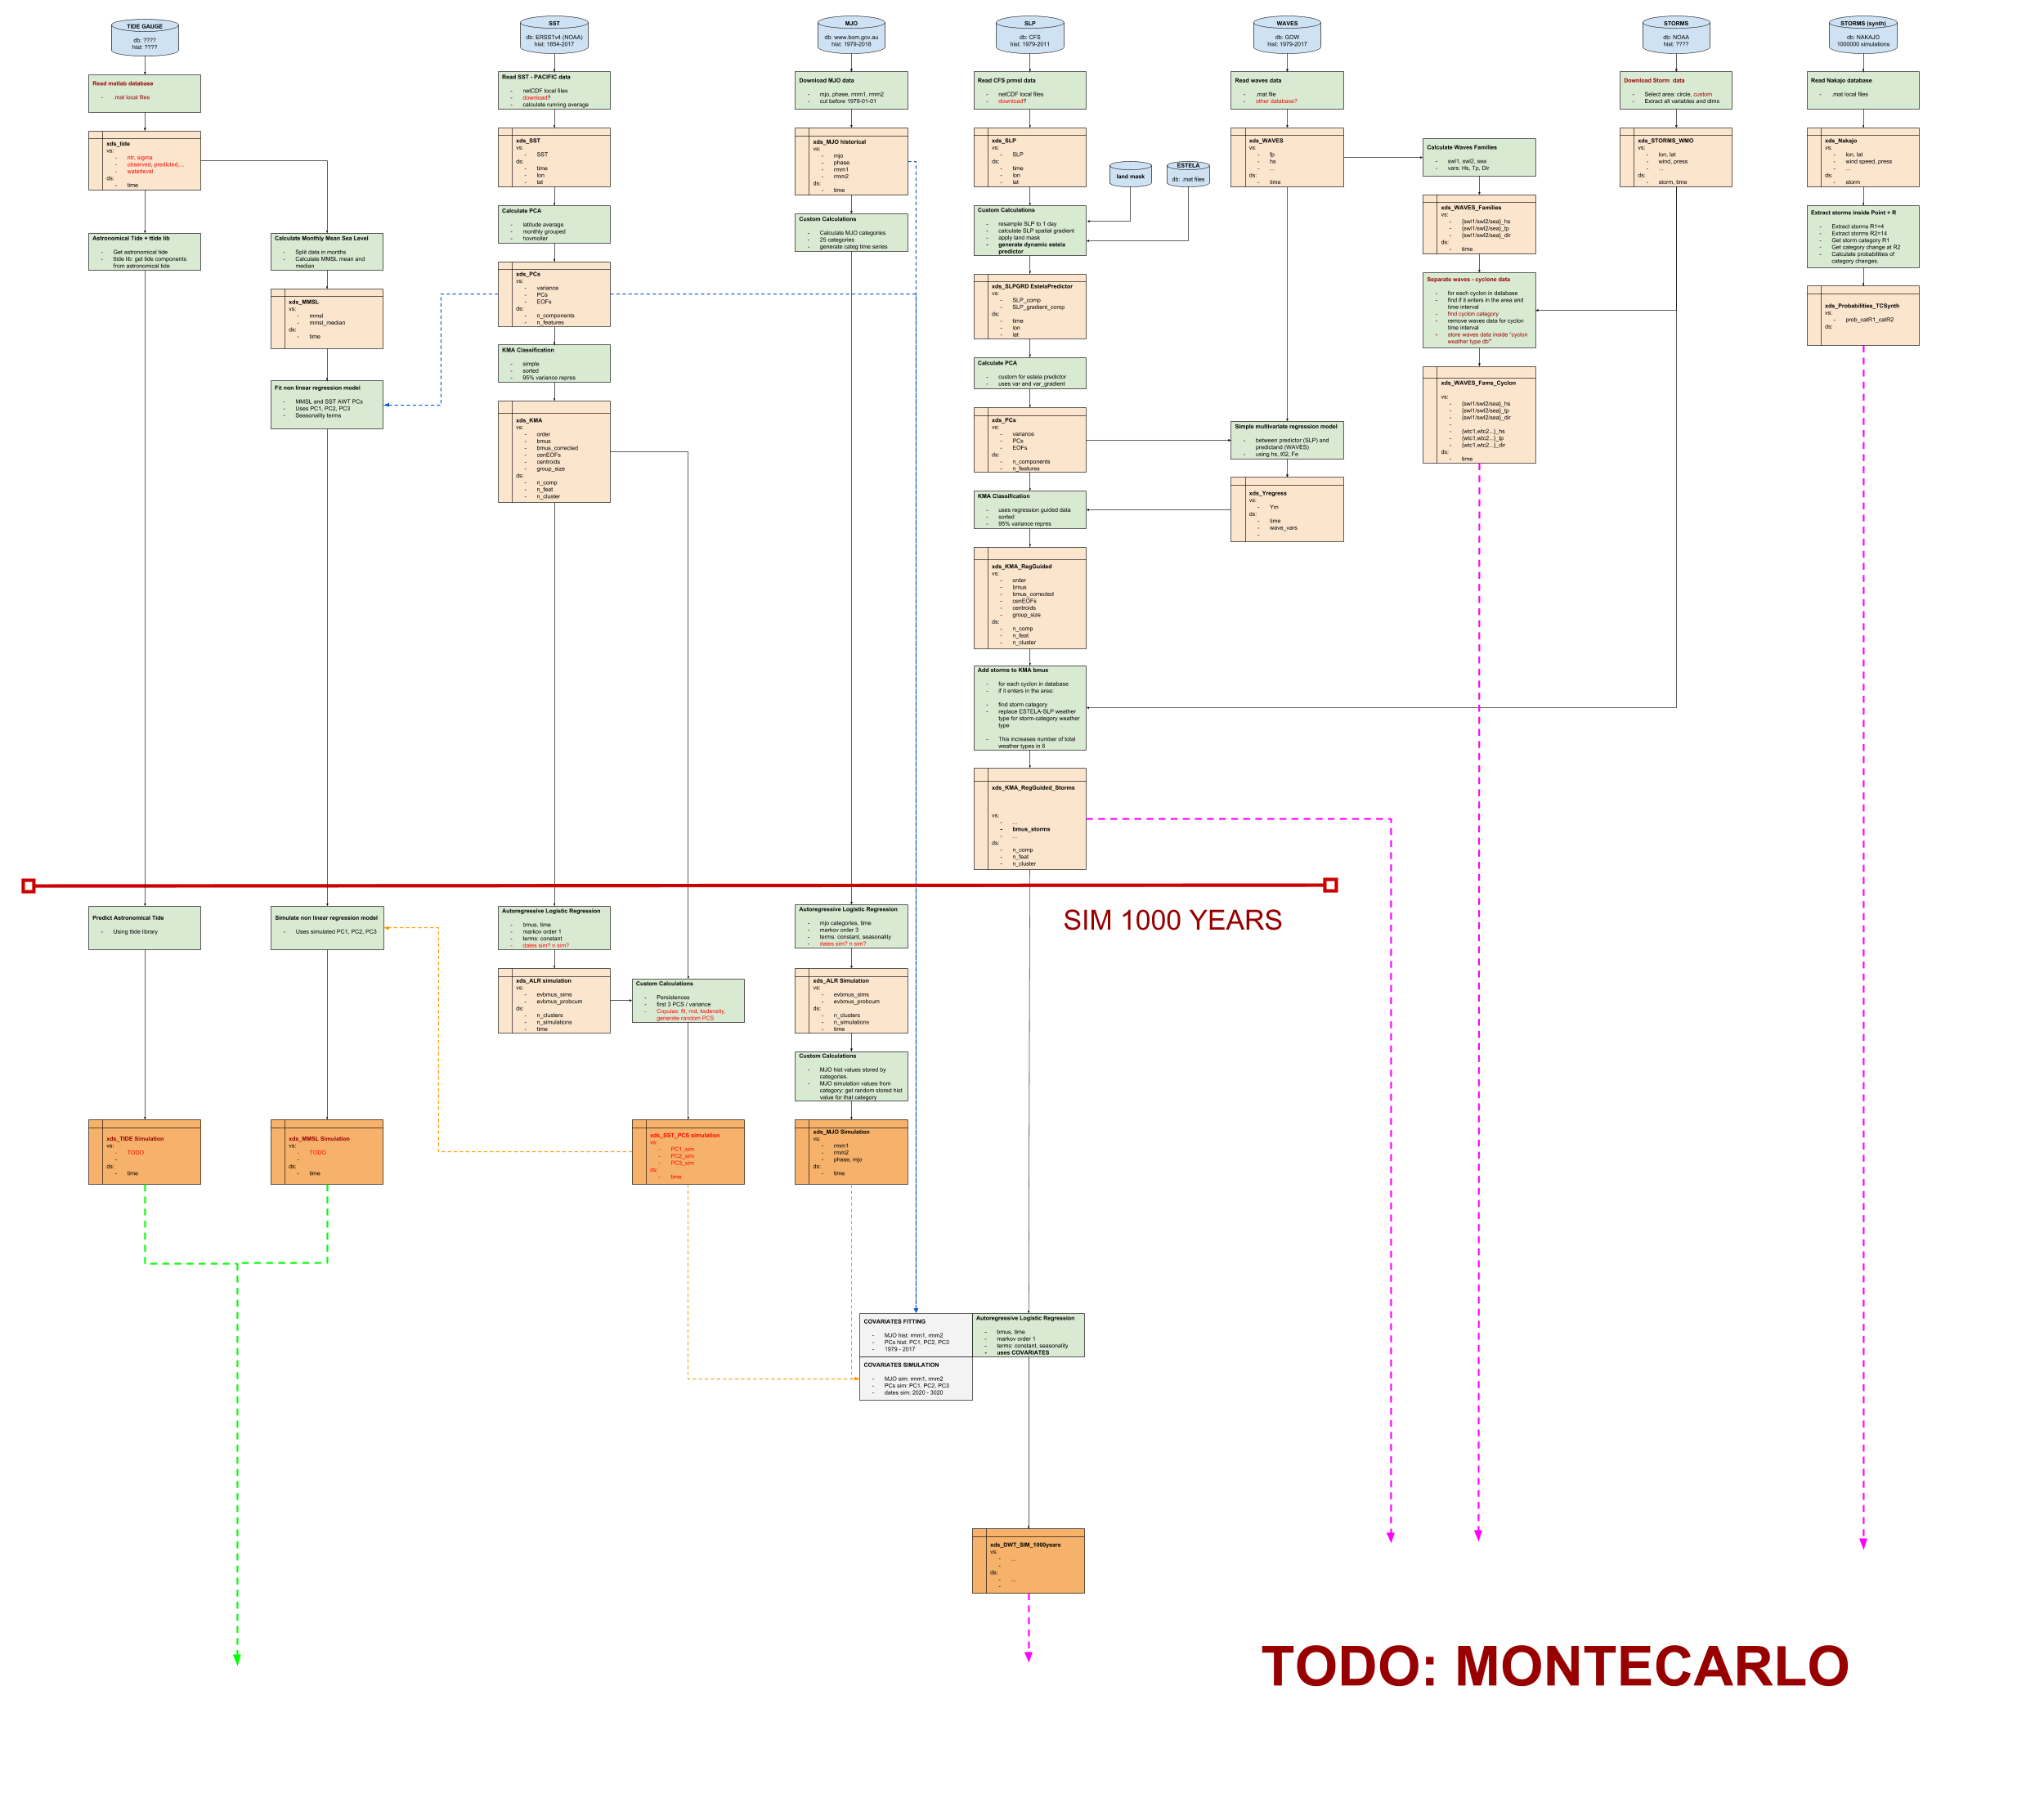 TIDE GAUGE
db: ????
hist: ????
Read matlab database
- .mat local files
xds_tide
vs:
- ntr, sigma
- observed, predicted,...
- waterlevel
ds:
- time
Astronomical Tide + ttide lib
- Get astronomical tide
- ttide lib: get tide components
from astronomical tide
Calculate Monthly Mean Sea Level
- Split data in months
- Calculate MMSL mean and
median
xds_MMSL
vs:
- mmsl
- mmsl_median
ds:
- time
Fit non linear regression model
- MMSL and SST AWT PCs
- Uses PC1, PC2, PC3
- Seasonality terms
SST
db: ERSSTv4 (NOAA)
hist: 1854-2017
Read SST - PACIFIC data
- netCDF local files
- download?
- calculate running average
xds_SST
vs:
- SST
ds:
- time
- lon
- lat
Calculate PCA
- latitude average
- monthly grouped
- hovmoller
xds_PCs
vs:
- variance
- PCs
- EOFs
ds:
- n_components
- n_features
KMA Classification
- simple
- sorted
- 95% variance repres
xds_KMA
vs:
- order
- bmus
- bmus_corrected
- cenEOFs
- centroids
- group_size
ds:
- n_comp
- n_feat
- n_cluster
MJO
db: www.bom.gov.au
hist: 1979-2018
Download MJO data
- mjo, phase, rmm1, rmm2
- cut before 1979-01-01
xds_MJO historical
vs:
- mjo
- phase
- rmm1
- rmm2
ds:
- time
Custom Calculations
- Calculate MJO categories
- 25 categories
- generate categ time series
SLP
db: CFS
hist: 1979-2011
Read CFS prmsl data
- netCDF local files
- download?
xds_SLP
vs:
- SLP
ds:
- time
- lon
- lat
land mask
ESTELA
db: .mat files
Custom Calculations
- resample SLP to 1 day
- calculate SLP spatial gradient
- apply land mask
- generate dynamic estela
predictor
xds_SLPGRD EstelaPredictor
vs:
- SLP_comp
- SLP_gradient_comp
ds:
- time
- lon
- lat
Calculate PCA
- custom for estela predictor
- uses var and var_gradient
xds_PCs
vs:
- variance
- PCs
- EOFs
ds:
- n_components
- n_features
KMA Classification
- uses regression guided data
- sorted
- 95% variance repres
xds_KMA_RegGuided
vs:
- order
- bmus
- bmus_corrected
- cenEOFs
- centroids
- group_size
ds:
- n_comp
- n_feat
- n_cluster
Add storms to KMA bmus
- for each cyclon in database
- if it enters in the area:
- find storm category
- replace ESTELA-SLP weather
type for storm-category weather
type
- This increases number of total
weather types in 6
xds_KMA_RegGuided_Storms
vs:
- ...
- bmus_storms
- ...
ds:
- n_comp
- n_feat
- n_cluster
WAVES
db: GOW
hist: 1979-2017
Read waves data
- .mat file
- other database?
xds_WAVES
vs:
- fp
- hs
- ...
ds:
- time
Simple multivariate regression model
- between predictor (SLP) and
predictand (WAVES)
- using hs, t02, Fe
xds_Yregress
vs:
- Ym
ds:
- time
- wave_vars
-
Calculate Waves Families
- swl1, swl2, sea
- vars: Hs, Tp, Dir
xds_WAVES_Families
vs:
- {swl1/swl2/sea}_hs
- {swl1/swl2/sea}_tp
- {swl1/swl2/sea}_dir
ds:
- time
Separate waves - cyclone data
- for each cyclon in database
- find if it enters in the area and
time interval
- find cyclon category
- remove waves data for cyclon
time interval
- store waves data inside "cyclon
weather type db"
xds_WAVES_Fams_Cyclon
vs:
- {swl1/swl2/sea}_hs
- {swl1/swl2/sea}_tp
- {swl1/swl2/sea}_dir
-
- {wtc1,wtc2...}_hs
- {wtc1,wtc2...}_tp
- {wtc1,wtc2...}_dir
ds:
- time
STORMS
db: NOAA
hist: ????
Download Storm data
- Select area: circle, custom
- Extract all variables and dims
xds_STORMS_WMO
vs:
- lon, lat
- wind, press
- ...
ds:
- storm, time
STORMS (synth)
db: NAKAJO
1000000 simulations
Read Nakajo database
- .mat local files
xds_Nakajo
vs:
- lon, lat
- wind speed, press
- ...
ds:
- storm
Extract storms inside Point + R
- Extract storms R1=4
- Extract storms R2=14
- Get storm category R1
- Get category change at R2
- Calculate probabilities of
category changes.
xds_Probabilities_TCSynth
vs:
- prob_catR1_catR2
ds:
SIM 1000 YEARS
Predict Astronomical Tide
- Using ttide library
Simulate non linear regression model
- Uses simulated PC1, PC2, PC3
Autoregressive Logistic Regression
- bmus, time
- markov order 1
- terms: constant
- dates sim? n sim?
xds_ALR simulation
vs:
- evbmus_sims
- evbmus_probcum
ds:
- n_clusters
- n_simulations
- time
Custom Calculations
- Persistences
- first 3 PCS / variance
- Copulas: fit, rnd, ksdensity,
generate random PCS
Autoregressive Logistic Regression
- mjo categories, time
- markov order 3
- terms: constant, seasonality
- dates sim? n sim?
xds_ALR Simulation
vs:
- evbmus_sims
- evbmus_probcum
ds:
- n_clusters
- n_simulations
- time
Custom Calculations
- MJO hist values stored by
categories.
- MJO simulation values from
category: get random stored hist
value for that category
xds_TIDE Simulation
vs:
- TODO
-
ds:
- time
xds_MMSL Simulation
vs:
- TODO
-
ds:
- time
xds_SST_PCS simulation
vs:
- PC1_sim
- PC2_sim
- PC3_sim
ds:
- time
xds_MJO Simulation
vs:
- rmm1
- rmm2
- phase, mjo
ds:
- time
COVARIATES FITTING
- MJO hist: rmm1, rmm2
- PCs hist: PC1, PC2, PC3
- 1979 - 2017
COVARIATES SIMULATION
- MJO sim: rmm1, rmm2
- PCs sim: PC1, PC2, PC3
- dates sim: 2020 - 3020
Autoregressive Logistic Regression
- bmus, time
- markov order 1
- terms: constant, seasonality
- uses COVARIATES
xds_DWT_SIM_1000years
vs:
- ...
-
ds:
- ...
-
TODO: MONTECARLO